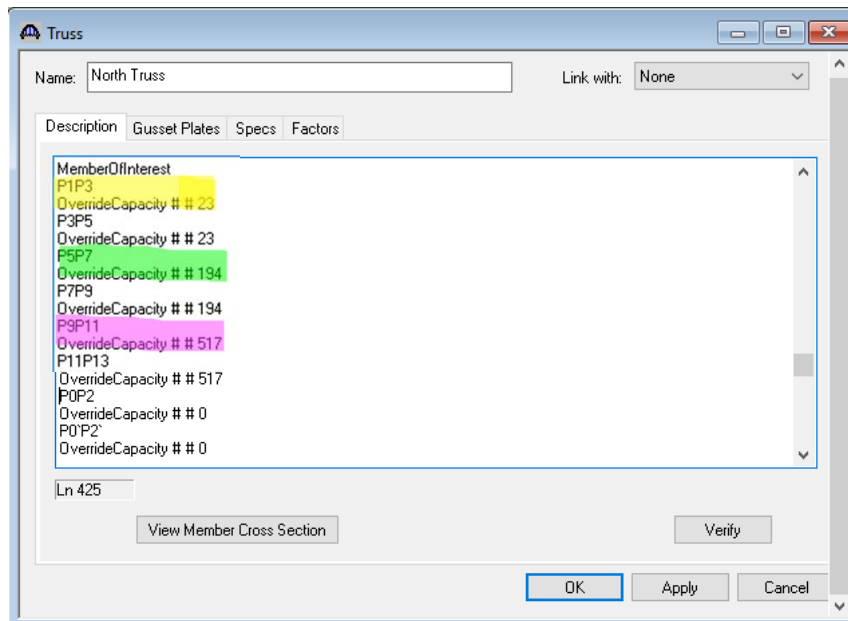 Truss
Name: North Truss Link with: None
Description Gusset Plates Specs Factors
MemberOfInterest
P1P3
OverrideCapacity # # 23
P3P5
OverrideCapacity # # 23
P5P7
OverrideCapacity # # 194
P7P9
OverrideCapacity # # 194
P9P11
OverrideCapacity # # 517
P11P13
OverrideCapacity # # 517
P0P2
OverrideCapacity # # 0
P0`P2`
OverrideCapacity # # 0
Ln 425
View Member Cross Section Verify
OK Apply Cancel